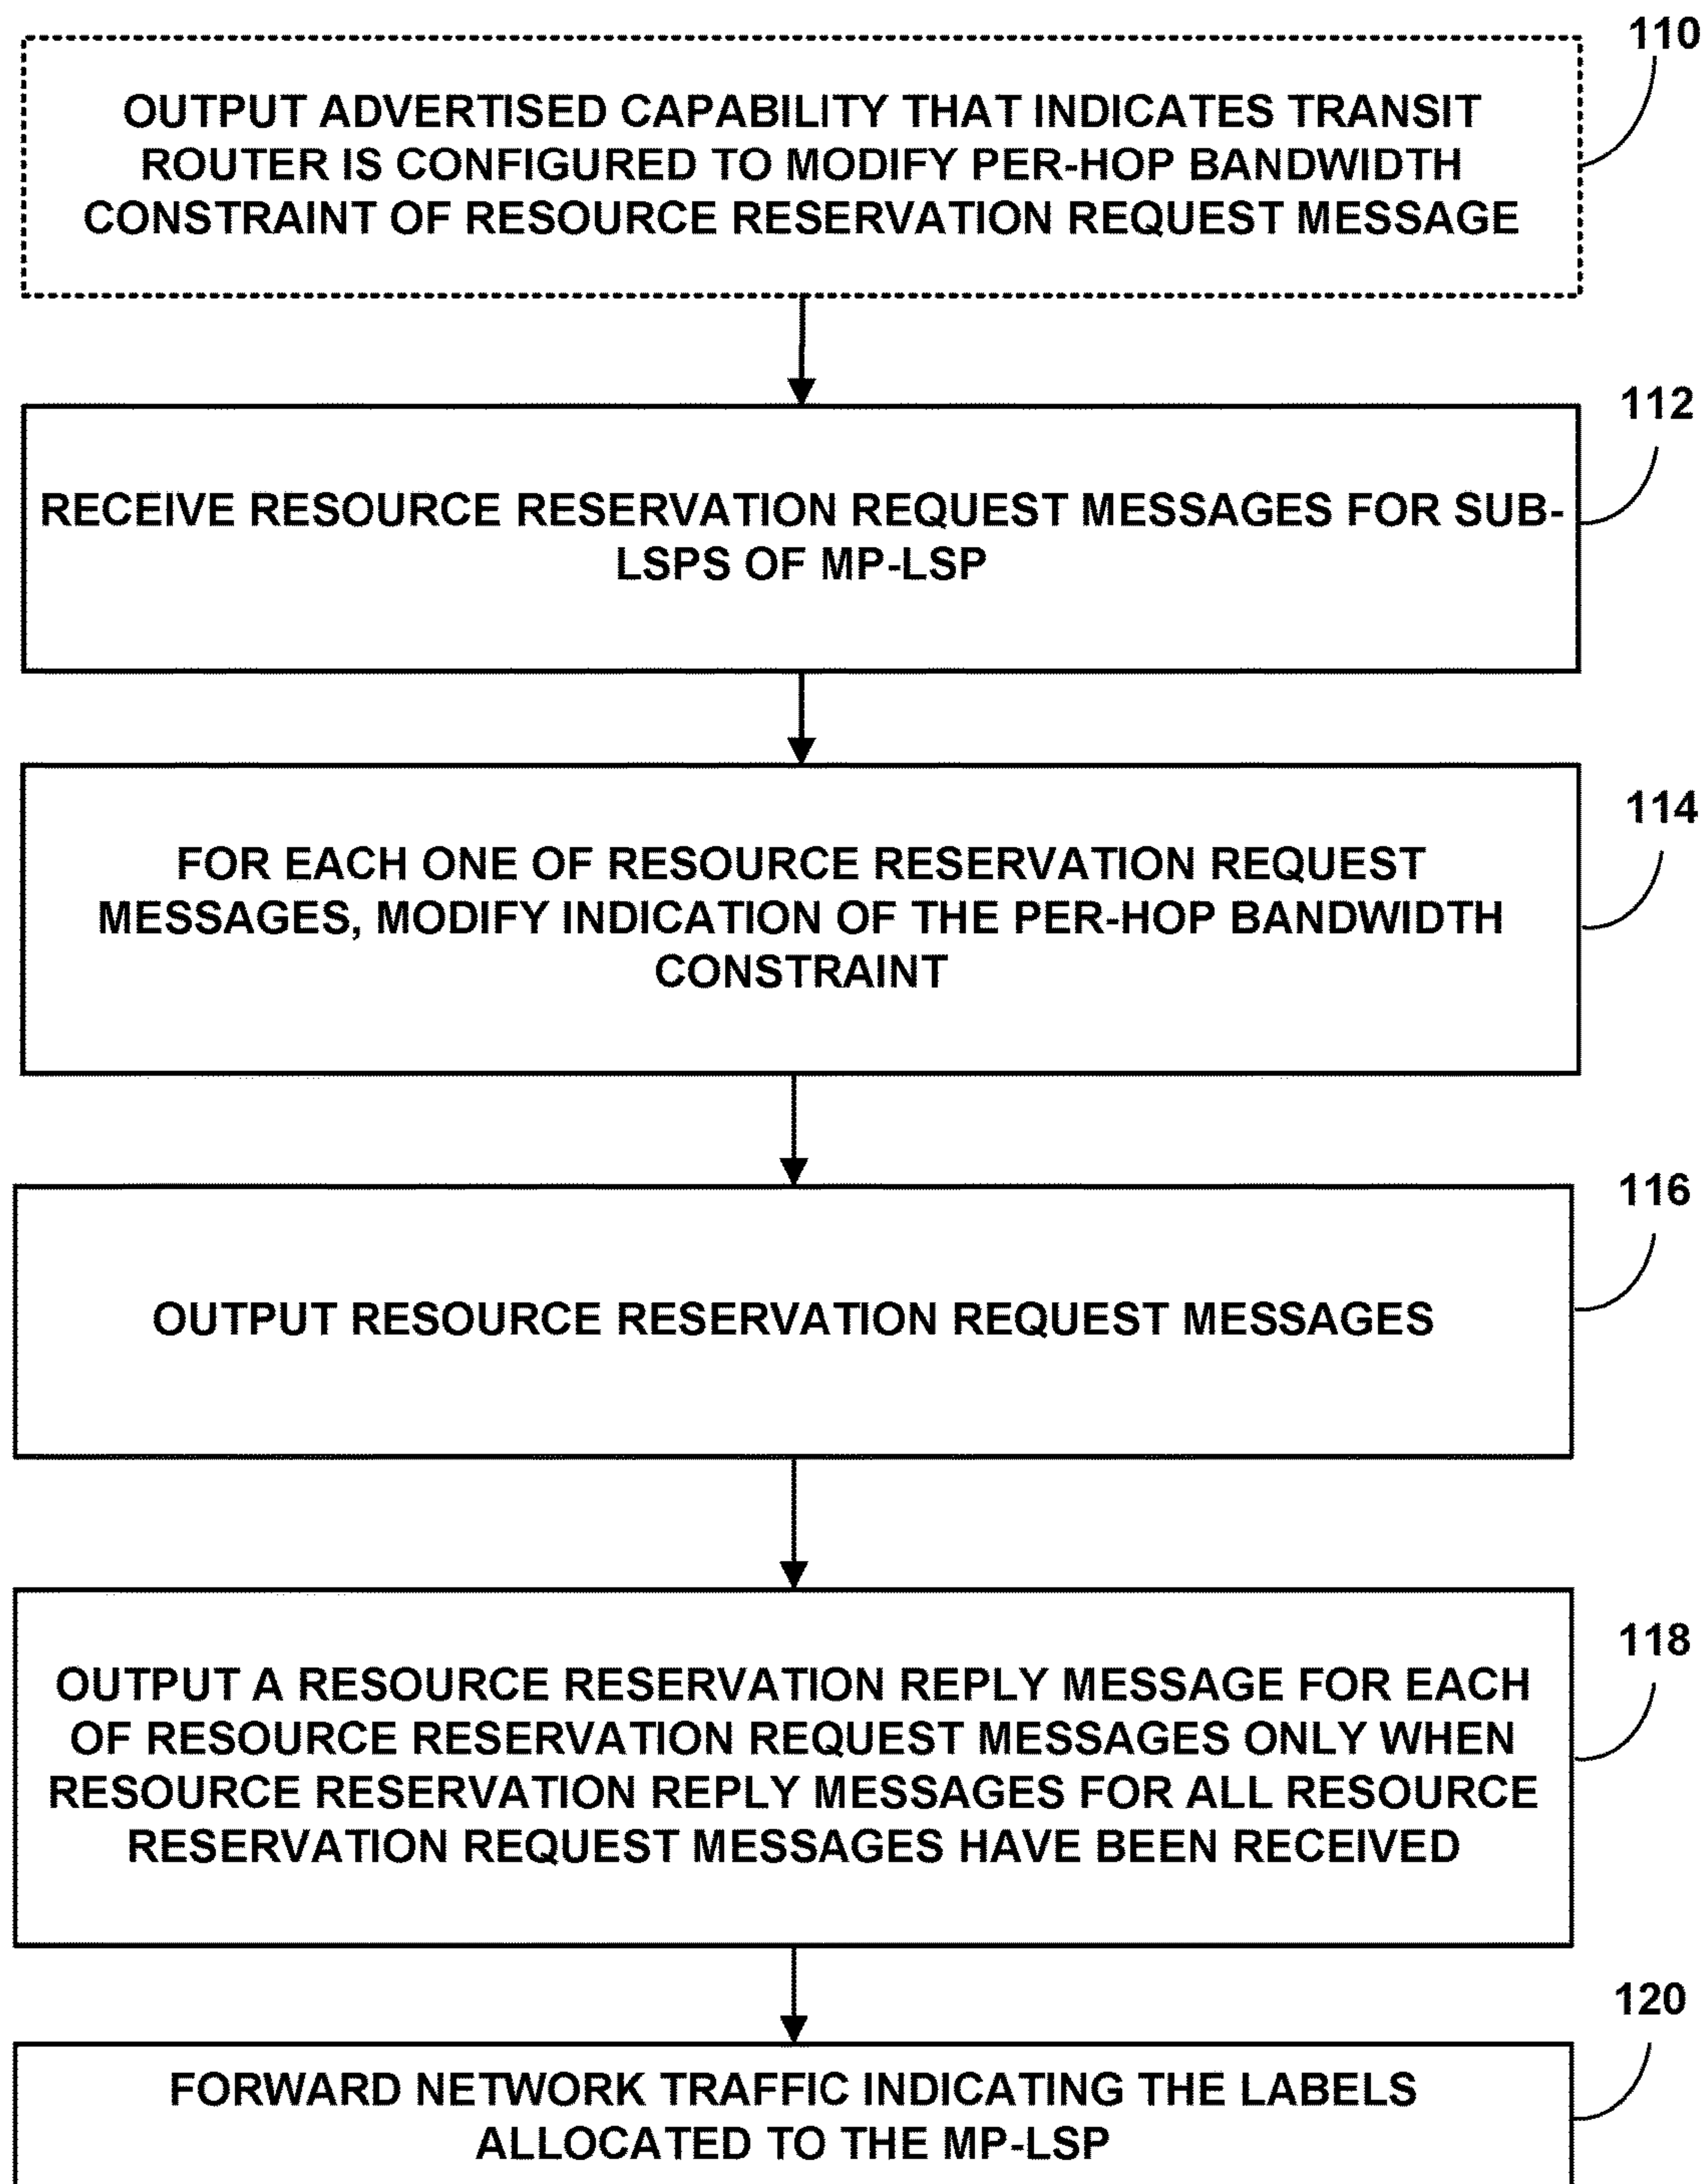 110
OUTPUT ADVERTISED CAPABILITY THAT INDICATES TRANSIT
ROUTER IS CONFIGURED TO MODIFY PER-HOP BANDWIDTH
CONSTRAINT OF RESOURCE RESERVATION REQUEST MESSAGE
112
RECEIVE RESOURCE RESERVATION REQUEST MESSAGES FOR SUB-
LSPS OF MP-LSP
114
FOR EACH ONE OF RESOURCE RESERVATION REQUEST
MESSAGES, MODIFY INDICATION OF THE PER-HOP BANDWIDTH
CONSTRAINT
116
OUTPUT RESOURCE RESERVATION REQUEST MESSAGES
118
OUTPUT A RESOURCE RESERVATION REPLY MESSAGE FOR EACH
OF RESOURCE RESERVATION REQUEST MESSAGES ONLY WHEN
RESOURCE RESERVATION REPLY MESSAGES FOR ALL RESOURCE
RESERVATION REQUEST MESSAGES HAVE BEEN RECEIVED
120
FORWARD NETWORK TRAFFIC INDICATING THE LABELS
ALLOCATED TO THE MP-LSP